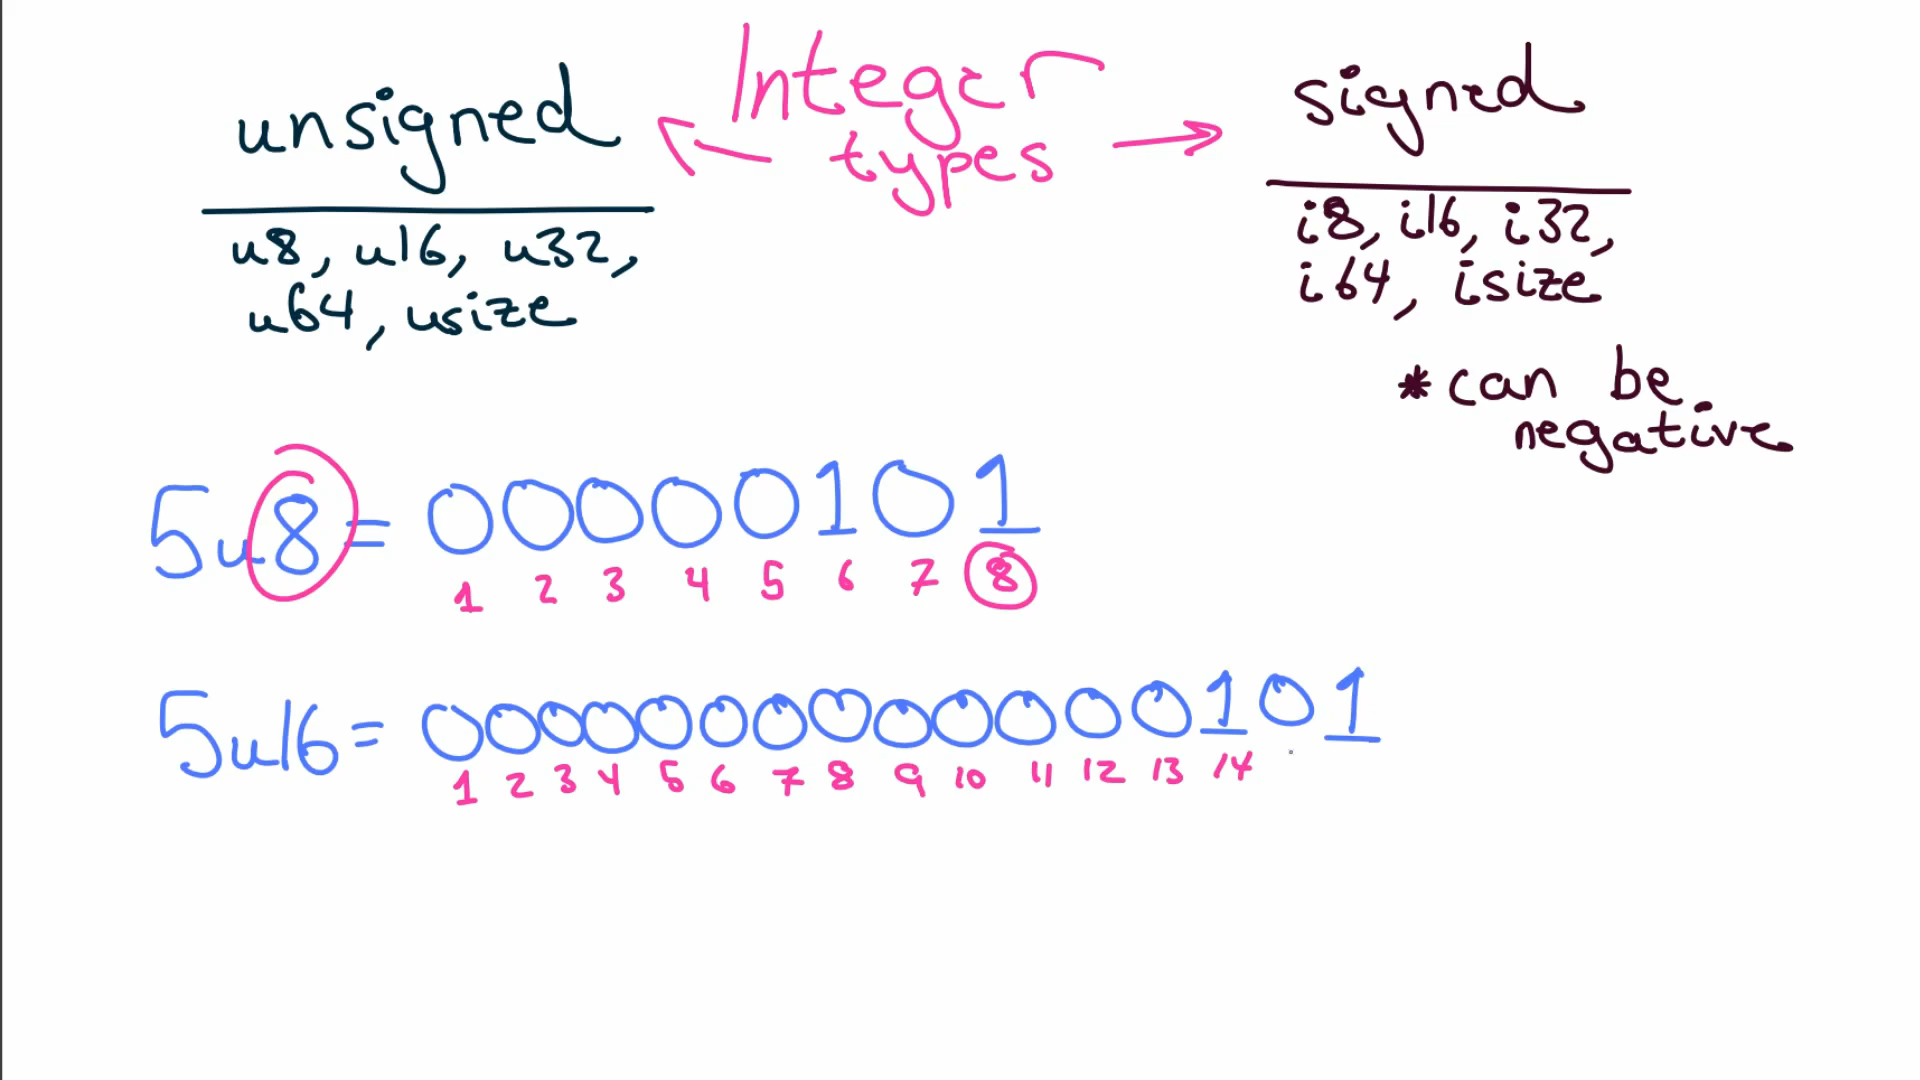 Integer
types
unsigned
u8, u16, u32,
u64, usize
signed
i8, i16, i32,
i64, isize
* can be
negative
5u8= 00000101
1 2 3 4 5 6 7 8
5u16= 0000000000000101
1 2 3 4 5 6 7 8 9 10 11 12 13 14